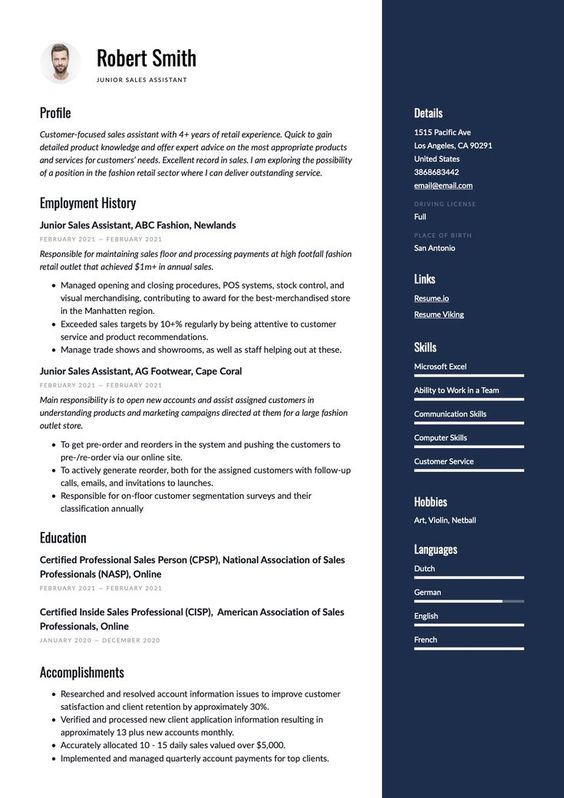 Robert Smith
JUNIOR SALES ASSISTANT
Profile
Customer-focused sales assistant with 4+ years of retail experience. Quick to gain
detailed product knowledge and offer expert advice on the most appropriate products
and services for customers' needs. Excellent record in sales. I am exploring the possibility
of a position in the fashion retail sector where I can deliver outstanding service.
Employment History
Junior Sales Assistant, ABC Fashion, Newlands
FEBRUARY 2021 — FEBRUARY 2021
Responsible for maintaining sales floor and processing payments at high footfall fashion
retail outlet that achieved $1m+ in annual sales.
• Managed opening and closing procedures, POS systems, stock control, and
visual merchandising, contributing to award for the best-merchandised store
in the Manhatten region.
• Exceeded sales targets by 10+% regularly by being attentive to customer
service and product recommendations.
• Manage trade shows and showrooms, as well as staff helping out at these.
Junior Sales Assistant, AG Footwear, Cape Coral
FEBRUARY 2021 — FEBRUARY 2021
Main responsibility is to open new accounts and assist assigned customers in
understanding products and marketing campaigns directed at them for a large fashion
outlet store.
• To get pre-order and reorders in the system and pushing the customers to
pre-/re-order via our online site.
• To actively generate reorder, both for the assigned customers with follow-up
calls, emails, and invitations to launches.
• Responsible for on-floor customer segmentation surveys and their
classification annually
Education
Certified Professional Sales Person (CPSP), National Association of Sales
Professionals (NASP), Online
FEBRUARY 2021 — FEBRUARY 2021
Certified Inside Sales Professional (CISP), American Association of Sales
Professionals, Online
JANUARY 2020 — DECEMBER 2020
Accomplishments
• Researched and resolved account information issues to improve customer
satisfaction and client retention by approximately 30%.
• Verified and processed new client application information resulting in
approximately 13 plus new accounts monthly.
• Accurately allocated 10 - 15 daily sales valued over $5,000.
• Implemented and managed quarterly account payments for top clients.
Details
1515 Pacific Ave
Los Angeles, CA 90291
United States
3868683442
email@email.com
DRIVING LICENSE
Full
PLACE OF BIRTH
San Antonio
Links
Resume.io
Resume Viking
Skills
Microsoft Excel
Ability to Work in a Team
Communication Skills
Computer Skills
Customer Service
Hobbies
Art, Violin, Netball
Languages
Dutch
German
English
French